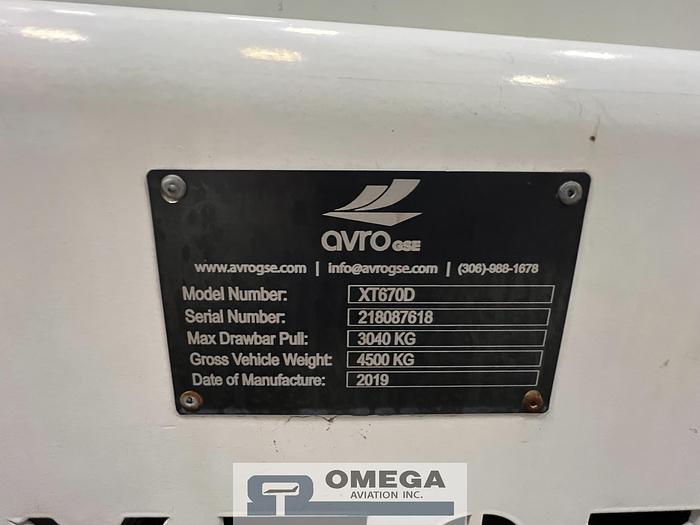 avro GSE
www.avrogse.com | info@avrogse.com | (306)-988-1678
Model Number: XT670D
Serial Number: 218087618
Max Drawbar Pull: 3040 KG
Gross Vehicle Weight: 4500 KG
Date of Manufacture: 2019
OMEGA
AVIATION INC.